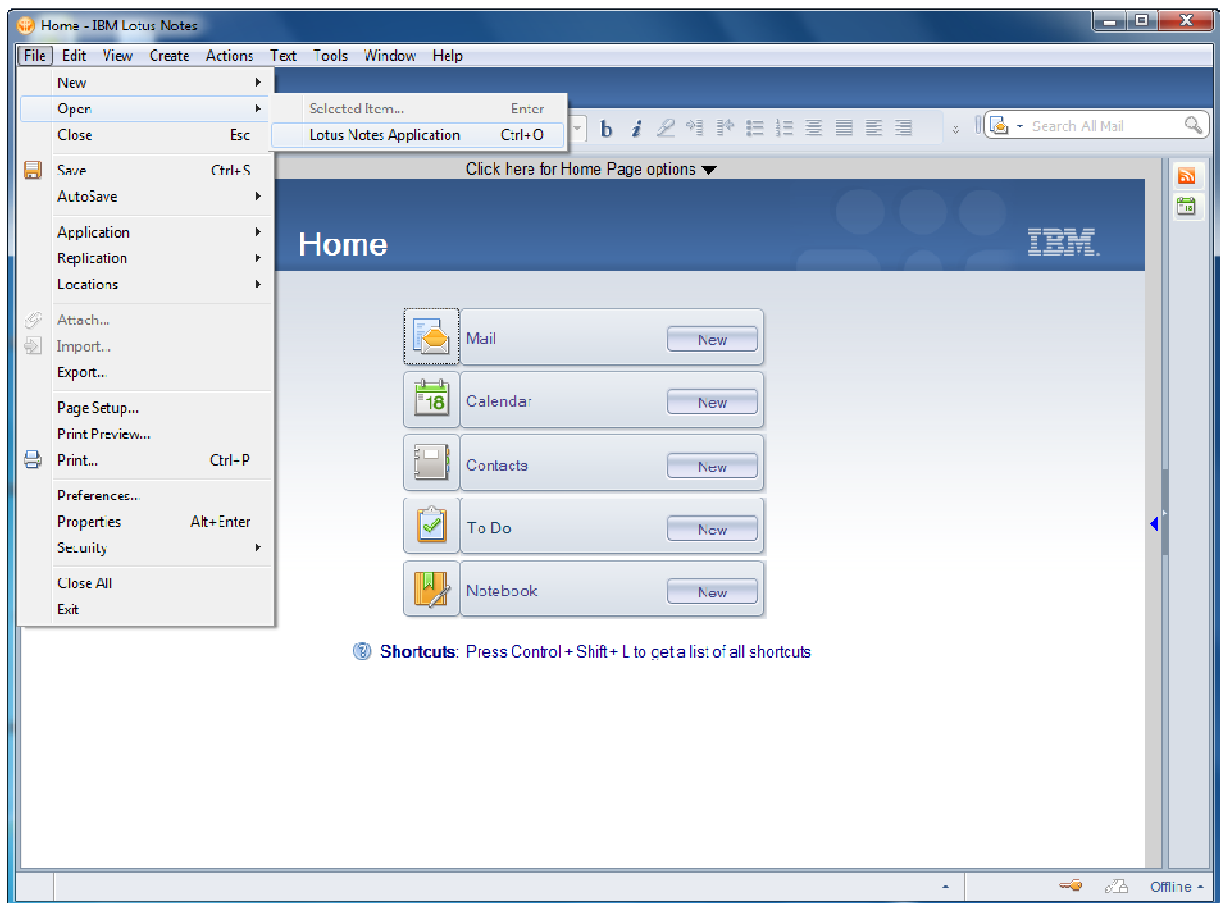 Home - IBM Lotus Notes
File Edit View Create Actions Text Tools Window Help
New
Open
Selected Item... Enter
Close Esc
Lotus Notes Application Ctrl+O
Search All Mail
Save Ctrl+S
AutoSave
Click here for Home Page options
Application
Replication
Locations
Home
IBM.
Attach...
Import...
Export...
Page Setup...
Print Preview...
Print... Ctrl+P
Preferences...
Properties Alt+Enter
Security
Close All
Exit
Mail New
18 Calendar New
Contacts New
To Do New
Notebook New
Shortcuts: Press Control + Shift + L to get a list of all shortcuts
Offline